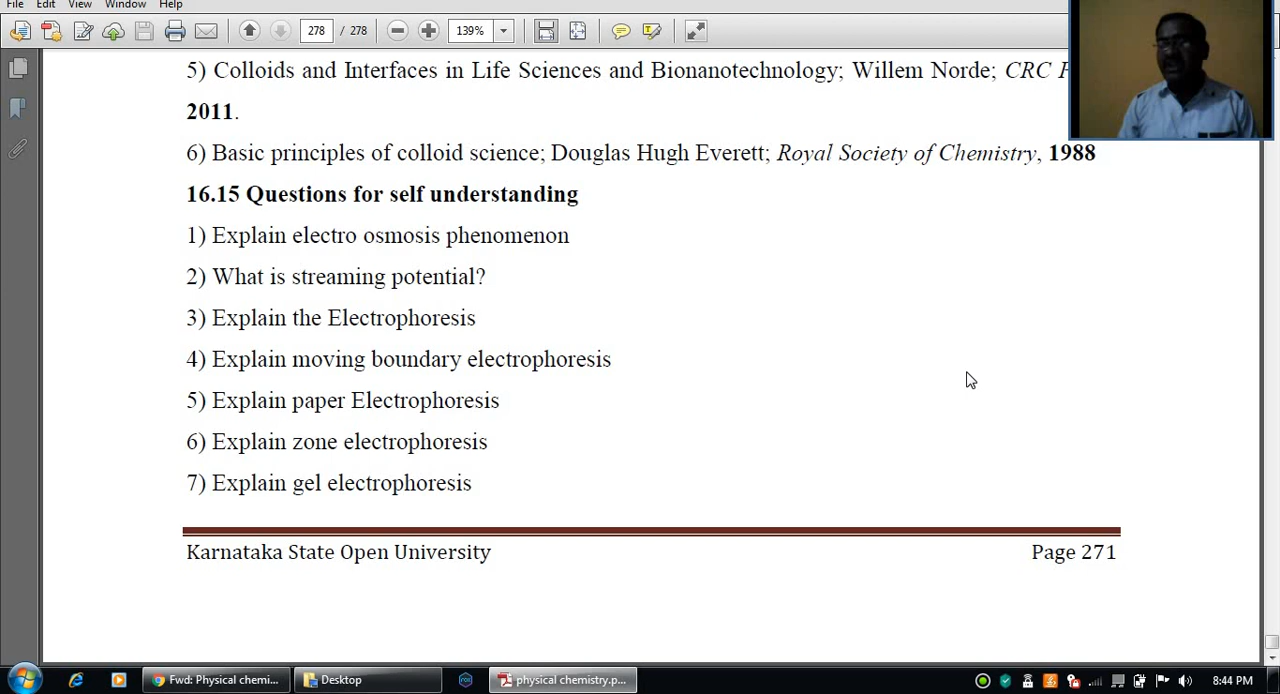 File Edit View Window Help
278 / 278 139%
5) Colloids and Interfaces in Life Sciences and Bionanotechnology; Willem Norde; CRC
2011.
6) Basic principles of colloid science; Douglas Hugh Everett; Royal Society of Chemistry, 1988
16.15 Questions for self understanding
1) Explain electro osmosis phenomenon
2) What is streaming potential?
3) Explain the Electrophoresis
4) Explain moving boundary electrophoresis
5) Explain paper Electrophoresis
6) Explain zone electrophoresis
7) Explain gel electrophoresis
Karnataka State Open University Page 271
Fwd: Physical chemi... Desktop physical chemistry.p... 8:44 PM